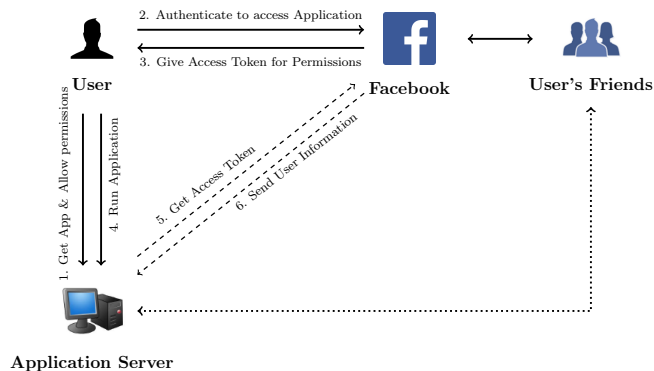 2. Authenticate to access Application
3. Give Access Token for Permissions
User
Facebook
User's Friends
1. Get App & Allow permissions
4. Run Application
5. Get Access Token
6. Send User Information
Application Server